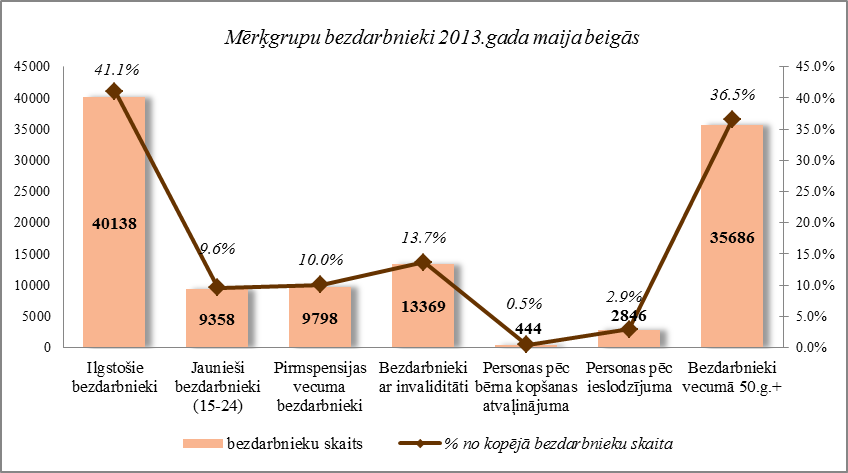 Mērķgrupu bezdarbnieki 2013.gada maija beigās
45000
40000
35000
30000
25000
20000
15000
10000
5000
0
45.0%
40.0%
35.0%
30.0%
25.0%
20.0%
15.0%
10.0%
5.0%
0.0%
41.1%
9.6%
10.0%
13.7%
0.5%
2.9%
36.5%
40138
9358
9798
13369
444
2846
35686
Ilgstošie
bezdarbnieki
Jaunieši
bezdarbnieki
(15-24)
Pirmspensijas
vecuma
bezdarbnieki
Bezdarbnieki
ar invaliditāti
Personas pēc
bērna kopšanas
atvaļinājuma
Personas pēc
ieslodzījuma
Bezdarbnieki
vecumā 50.g.+
bezdarbnieku skaits
% no kopējā bezdarbnieku skaita